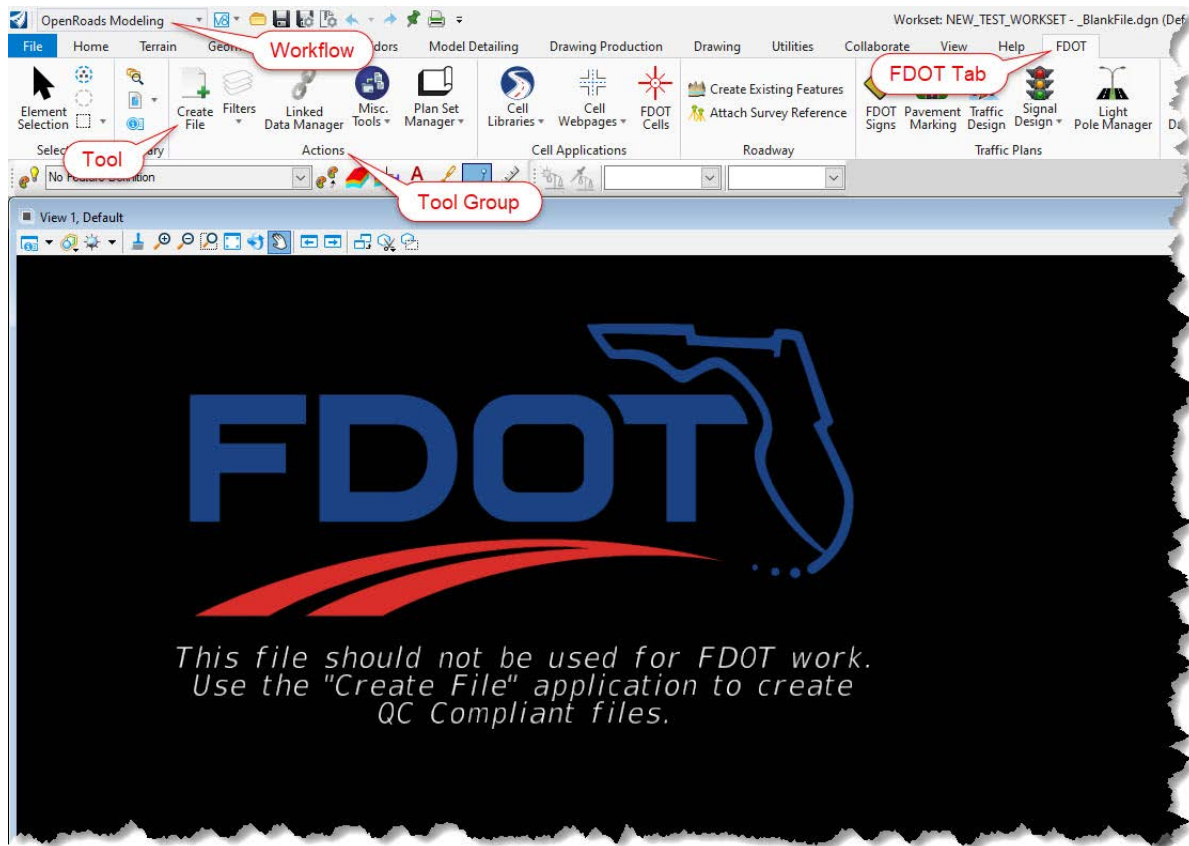 OpenRoads Modeling
Workset: NEW_TEST_WORKSET - _BlankFile.dgn (Def
File Home Terrain Workflow Model Detailing Drawing Production Drawing Utilities Collaborate View Help FDOT
FDOT Tab
Element Selection
Create File
Filters
Linked Data Manager
Misc. Tools
Plan Set Manager
Cell Libraries
Cell Webpages
FDOT Cells
Create Existing Features
Attach Survey Reference
FDOT Signs
Pavement Marking
Traffic Design
Signal Design
Light Pole Manager
Tool
Actions
Cell Applications
Roadway
Traffic Plans
Tool Group
View 1, Default
FDOT
This file should not be used for FDOT work.
Use the "Create File" application to create
QC Compliant files.